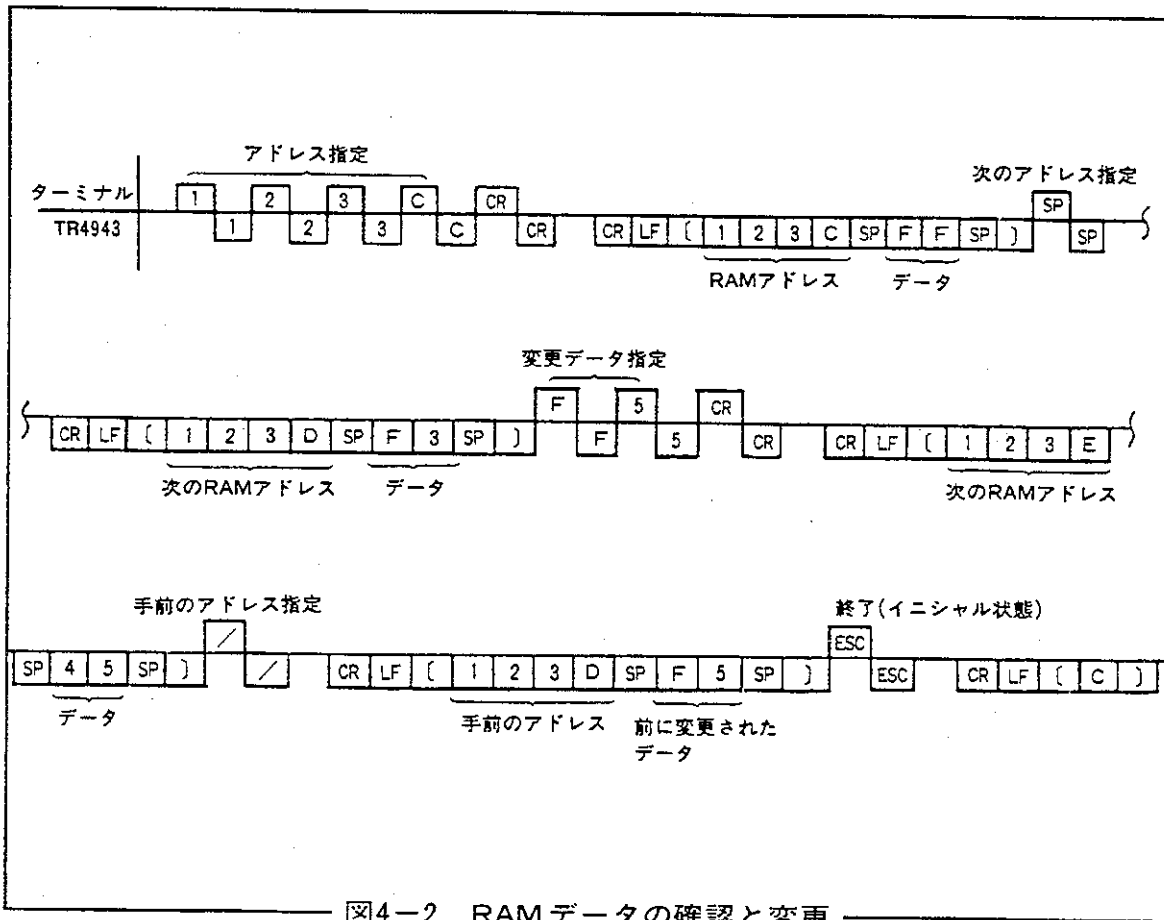 アドレス指定
次のアドレス指定
ターミナル 1 2 3 C CR SP
TR4943 1 2 3 C CR CR LF [ 1 2 3 C SP F F SP ] SP
RAMアドレス データ
変更データ指定
F 5 CR
CR LF [ 1 2 3 D SP F 3 SP ] F 5 CR CR LF [ 1 2 3 E
次のRAMアドレス データ 次のRAMアドレス
手前のアドレス指定 終了(イニシャル状態)
/ ESC
SP 4 5 SP ] / CR LF [ 1 2 3 D SP F 5 SP ] ESC CR LF [ C ]
データ 手前のアドレス 前に変更された
データ
図4-2 RAMデータの確認と変更